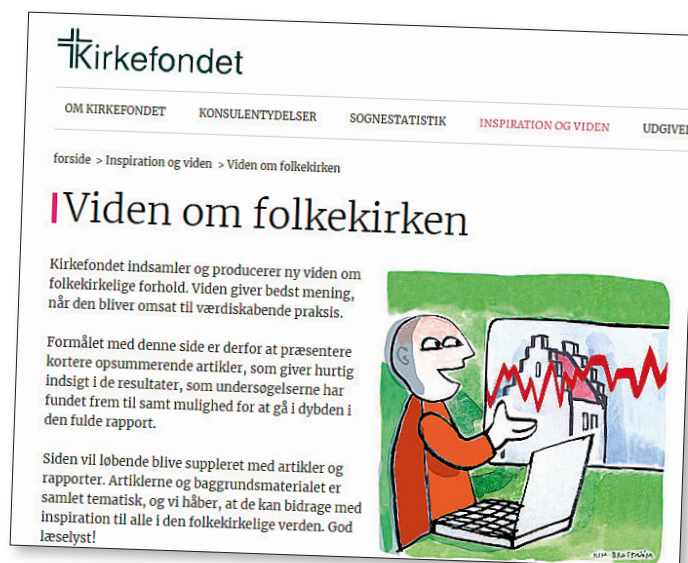 Kirkefondet
OM KIRKEFONDET KONSULENTYDELSER SOGNESTATISTIK INSPIRATION OG VIDEN
forside > Inspiration og viden > Viden om folkekirken
Viden om folkekirken
Kirkefondet indsamler og producerer ny viden om
folkekirkelige forhold. Viden giver bedst mening,
når den bliver omsat til værdiskabende praksis.
Formålet med denne side er derfor at præsentere
kortere opsummerende artikler, som giver hurtig
indsigt i de resultater, som undersøgelserne har
fundet frem til samt mulighed for at gå i dybden i
den fulde rapport.
Siden vil løbende blive suppleret med artikler og
rapporter. Artiklerne og baggrundsmaterialet er
samlet tematisk, og vi håber, at de kan bidrage med
inspiration til alle i den folkekirkelige verden. God
læselyst!